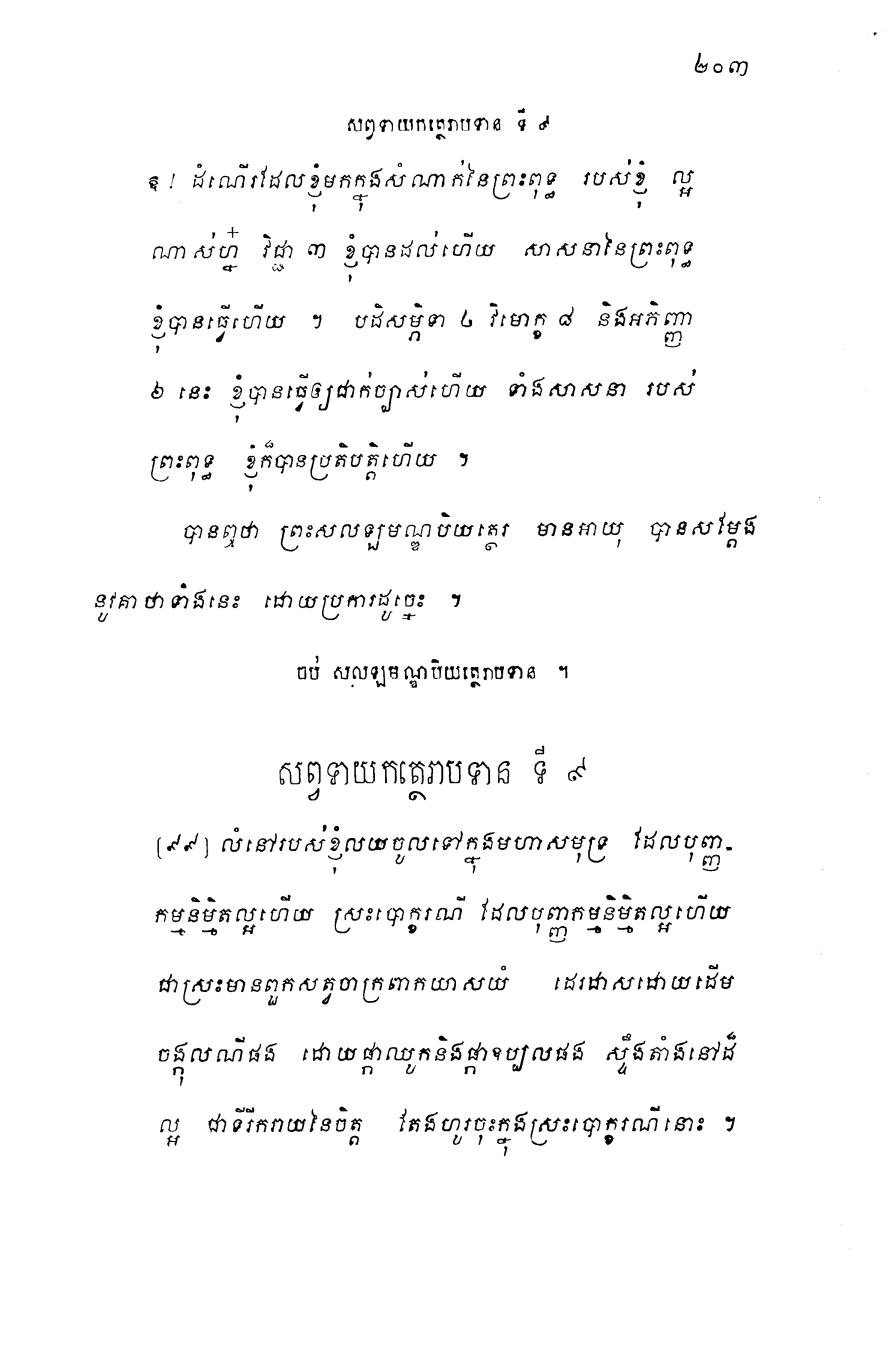 ២០៣
សព្វទាយកត្ថេរាបទាន ទី ៩
ឱ ! ដំណើរដែលខ្ញុំមកក្នុងសំណាក់នៃព្រះពុទ្ធ របស់ខ្ញុំ ល្អ
ណាស់ហ្ន៎ វិជ្ជា ៣ ខ្ញុំបានដល់ហើយ សាសនានៃព្រះពុទ្ធ
ខ្ញុំបានធ្វើហើយ ។ បដិសម្ភិទា ៤ វិមោក្ខ ៨ និងអភិញ្ញា
៦ នេះ ខ្ញុំបានធ្វើឲ្យជាក់ច្បាស់ហើយ ទាំងសាសនា របស់
ព្រះពុទ្ធ ខ្ញុំក៏បានប្រតិបត្តិហើយ ។
បានឮថា ព្រះសលឡមណ្ឌបិយត្ថេរ មានអាយុ បានសម្តែង
នូវគាថាទាំងនេះ ដោយប្រការដូច្នេះ ។
ចប់ សលឡមណ្ឌបិយត្ថេរាបទាន ។
សព្វទាយកត្ថេរាបទាន ទី ៩
[៩៩] លំនៅរបស់ខ្ញុំលយចូលទៅក្នុងមហាសមុទ្រ ដែលបុញ្ញ-
កម្មនិម្មិតល្អហើយ ស្រះបោក្ខរណី ដែលបុញ្ញកម្មនិម្មិតល្អហើយ
ជាស្រះមានពួកសត្វចាក្រពាកយាសយំ ដេរដាសដោយដើម
ចង្កុលណីផង ដោយផ្កាឈូកនិងផ្កាឧប្បលផង ស្ទឹងតាំងនៅដ៏
ល្អ ជាទីរីករាយនៃចិត្ត តែងហូរចុះក្នុងស្រះបោក្ខរណីនោះ ។